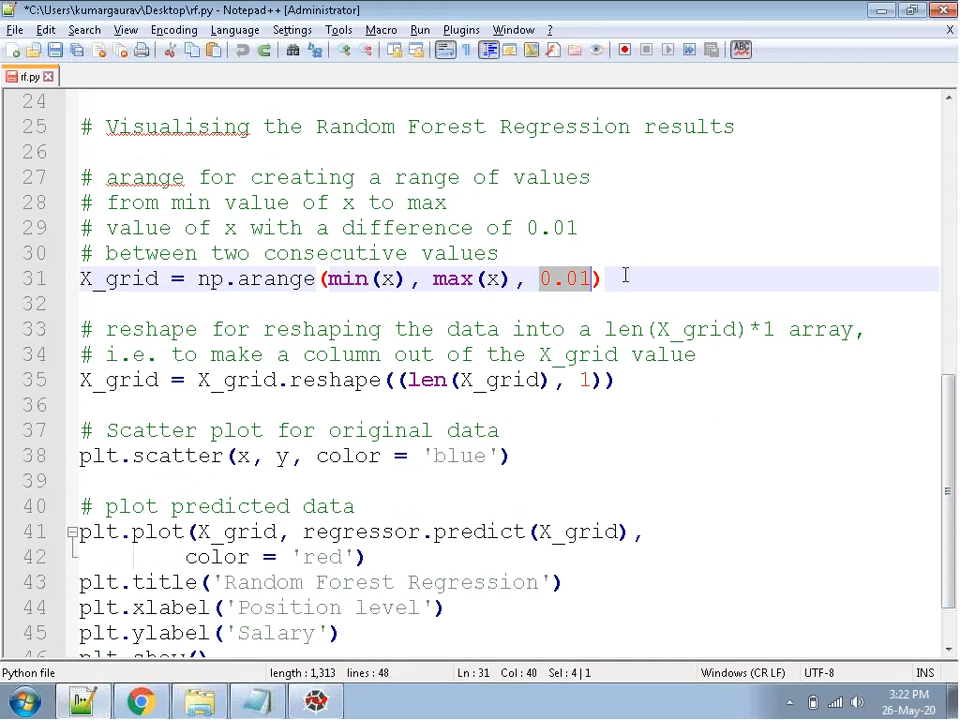 *C:\Users\kumargaurav\Desktop\rf.py - Notepad++ [Administrator]
File Edit Search View Encoding Language Settings Tools Macro Run Plugins Window ? X
ABC
rf.py
24
25 # Visualising the Random Forest Regression results
26
27 # arange for creating a range of values
28 # from min value of x to max
29 # value of x with a difference of 0.01
30 # between two consecutive values
31 X_grid = np.arange(min(x), max(x), 0.01)
32
33 # reshape for reshaping the data into a len(X_grid)*1 array,
34 # i.e. to make a column out of the X_grid value
35 X_grid = X_grid.reshape((len(X_grid), 1))
36
37 # Scatter plot for original data
38 plt.scatter(x, y, color = 'blue')
39
40 # plot predicted data
41 plt.plot(X_grid, regressor.predict(X_grid),
42 color = 'red')
43 plt.title('Random Forest Regression')
44 plt.xlabel('Position level')
45 plt.ylabel('Salary')
46 plt.show()
Python file length : 1,313 lines : 48 Ln : 31 Col : 40 Sel : 4 | 1 Windows (CR LF) UTF-8 INS
3:22 PM
26-May-20